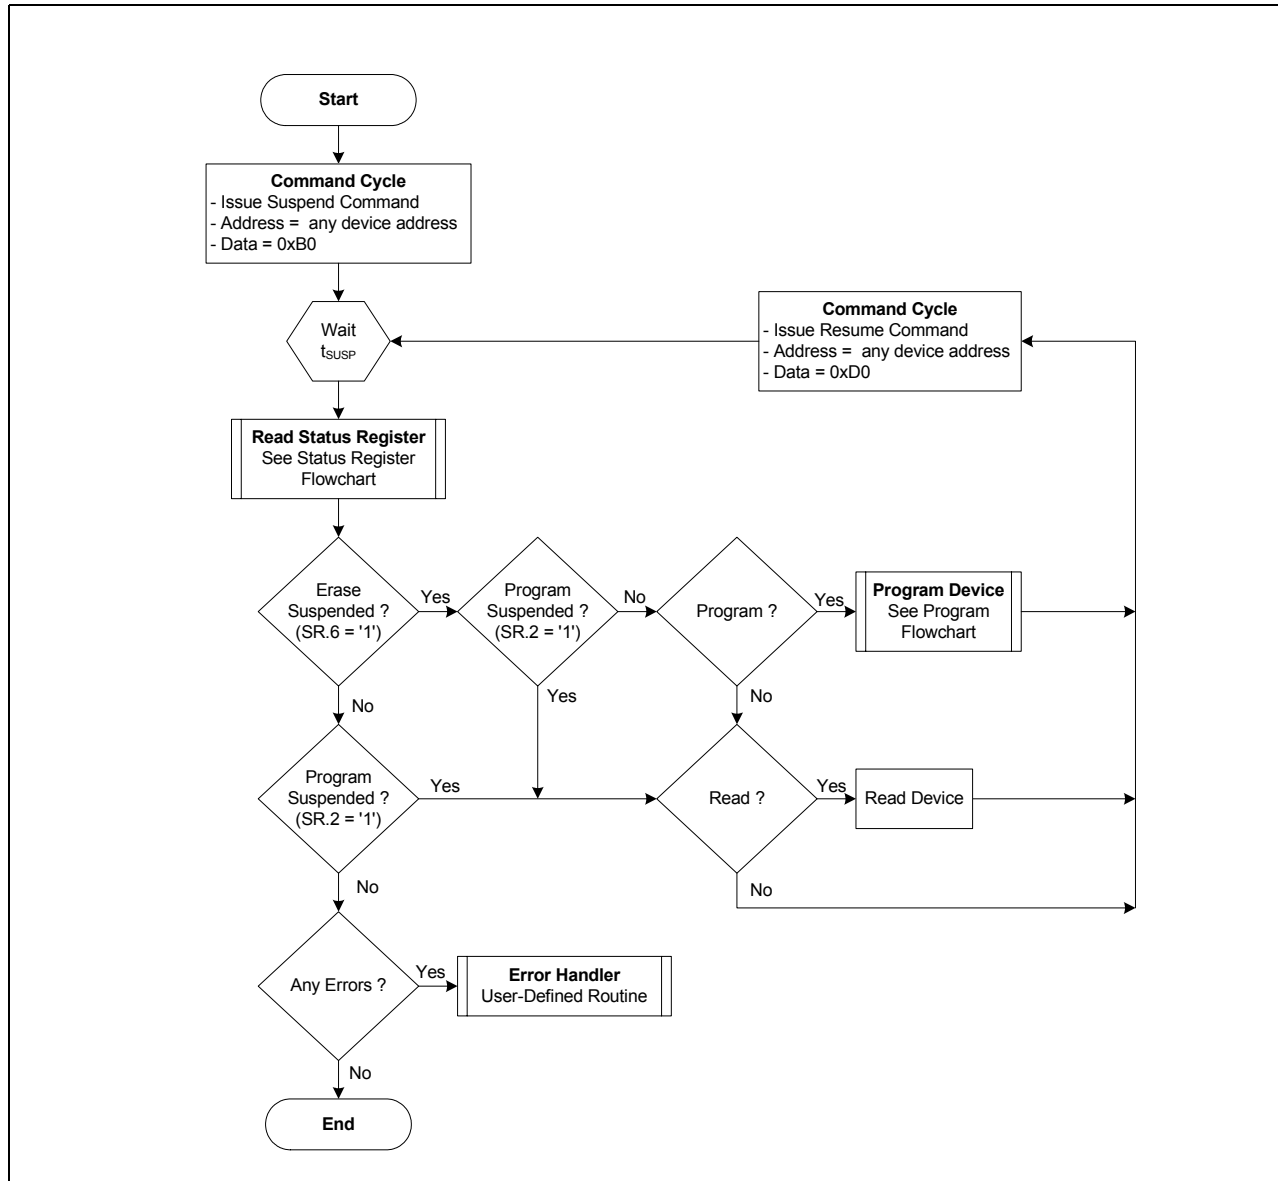 Start
Command Cycle
- Issue Suspend Command
- Address =  any device address
- Data = 0xB0
Wait
tSUSP
Command Cycle
- Issue Resume Command
- Address =  any device address
- Data = 0xD0
Read Status Register
See Status Register
Flowchart
Erase
Suspended ?
(SR.6 = '1')
Yes
Program
Suspended ?
(SR.2 = '1')
No
Program ?
Yes
Program Device
See Program
Flowchart
No
Yes
No
Program
Suspended ?
(SR.2 = '1')
Yes
Read ?
Yes
Read Device
No
No
Any Errors ?
Yes
Error Handler
User-Defined Routine
No
End